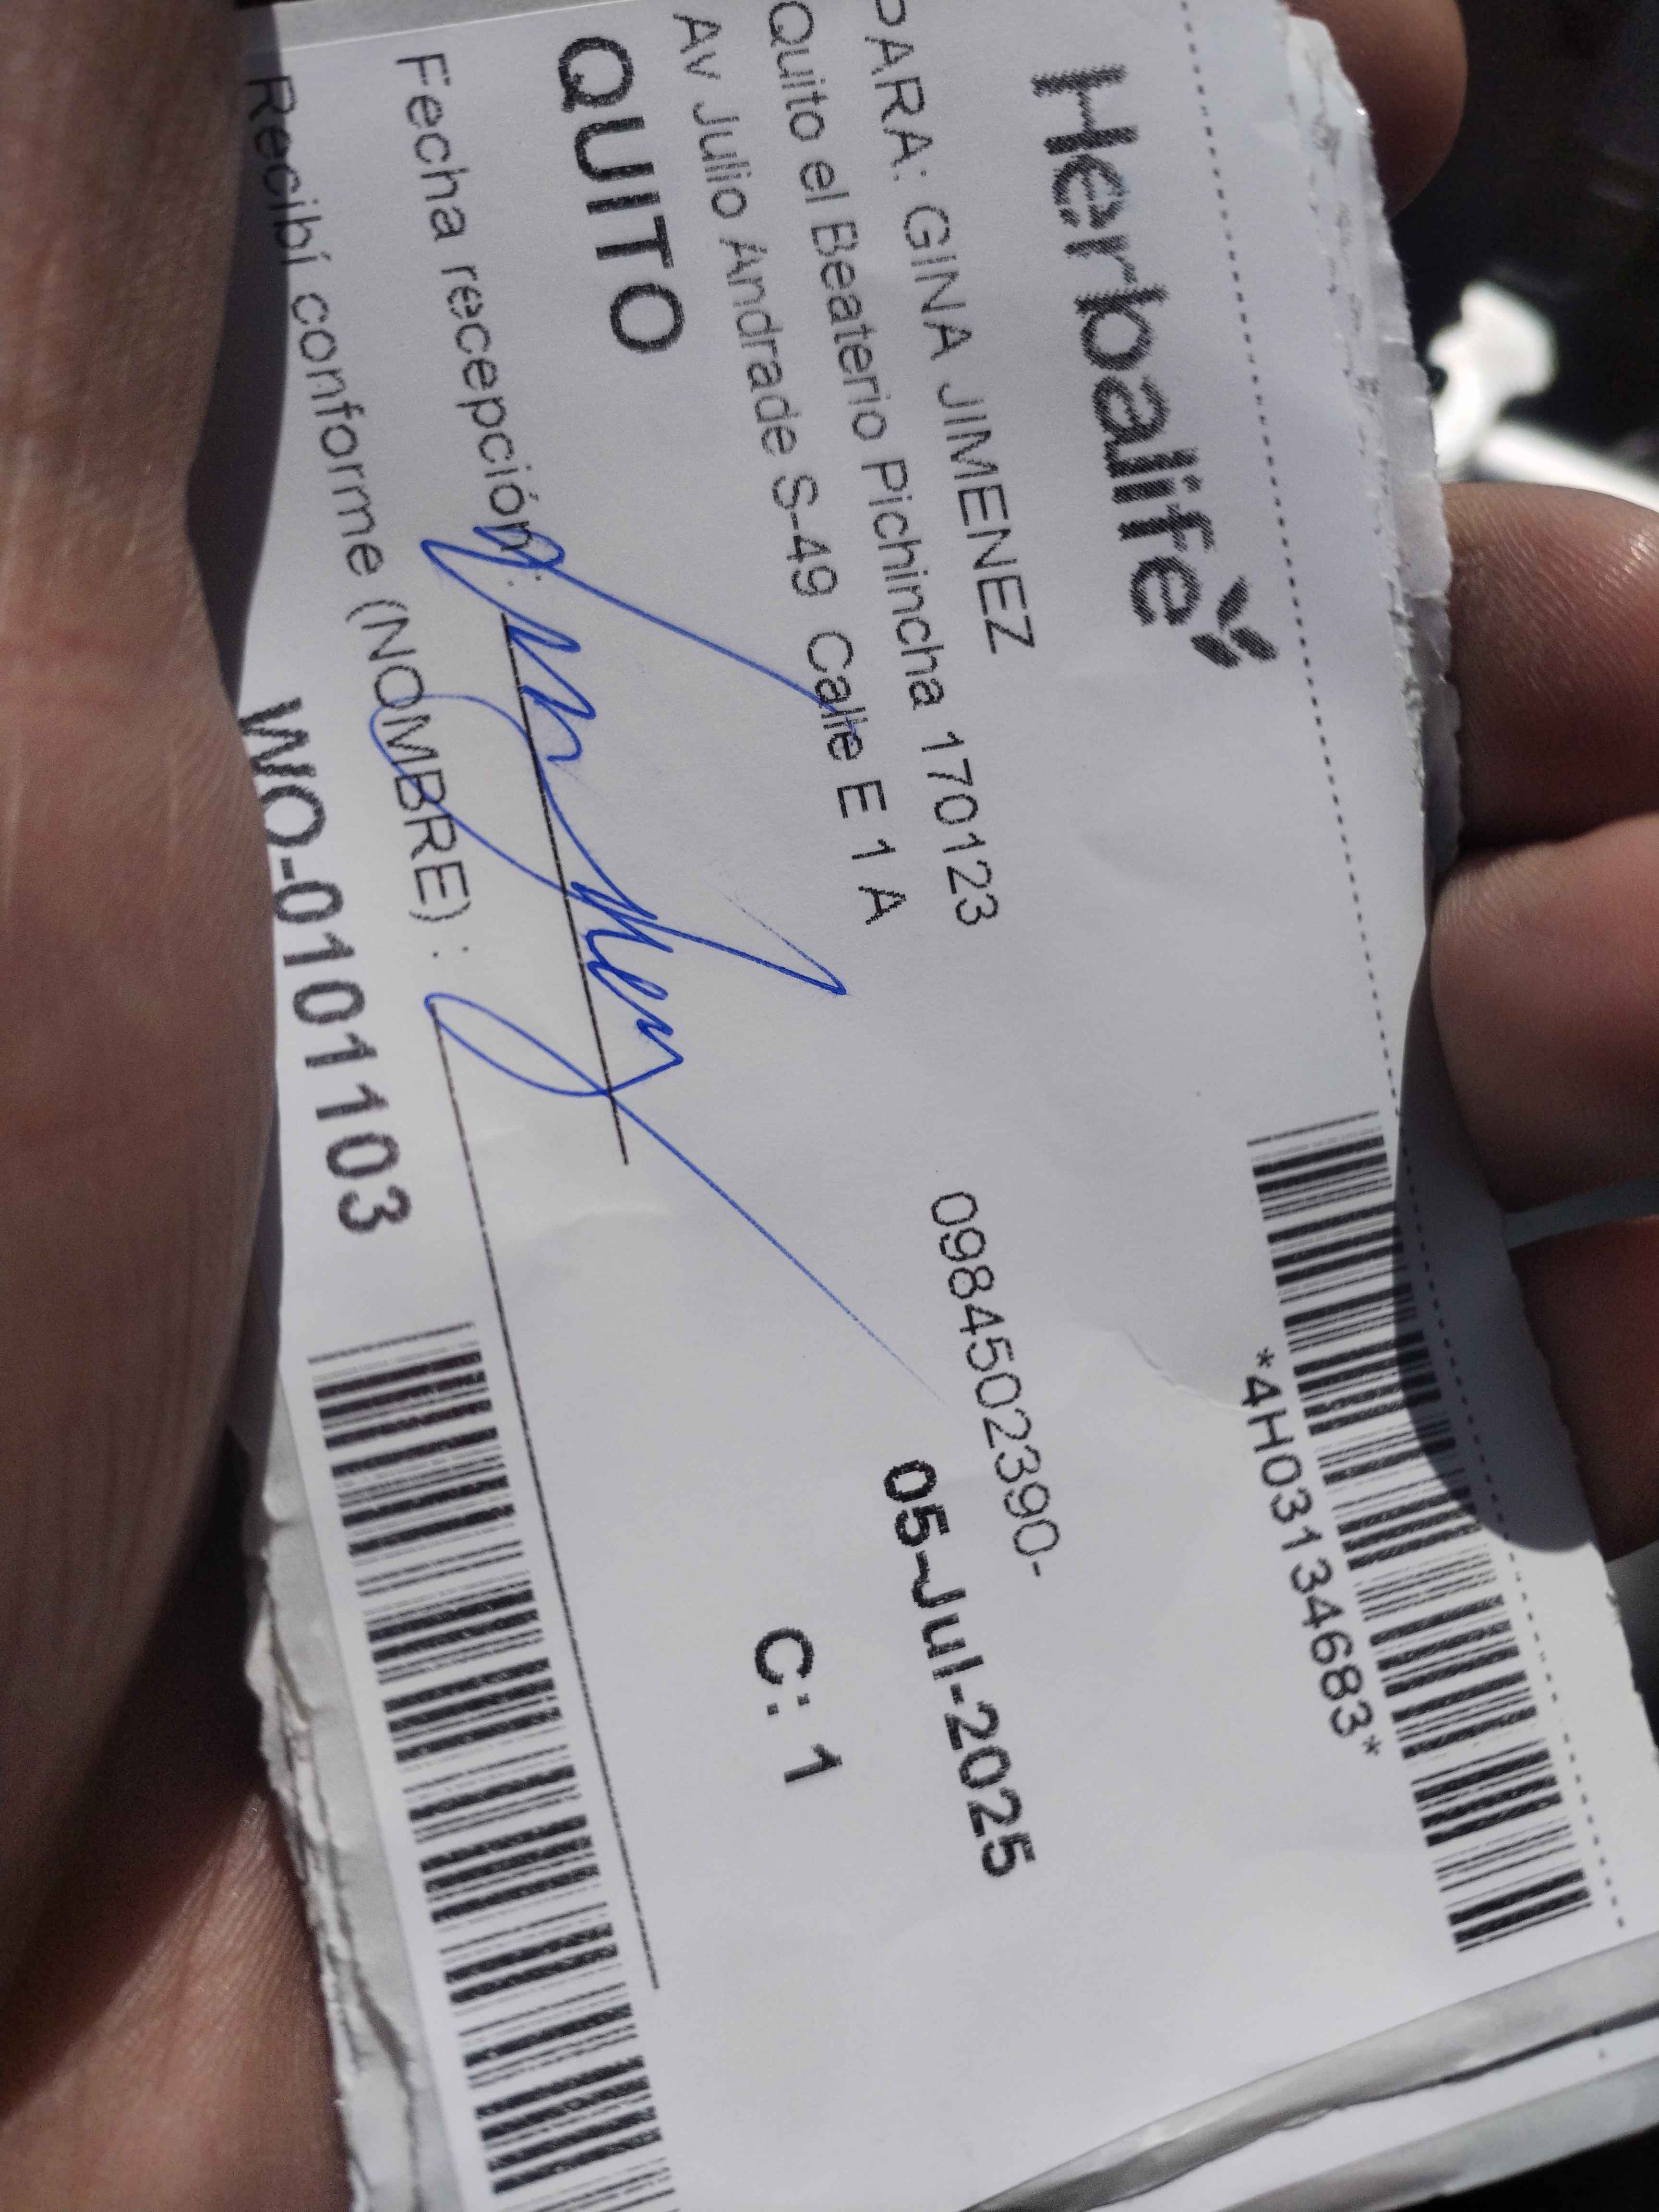 Herbalife
*4H03134683*
PARA: GINA JIMENEZ
0984502390-
Quito el Beaterio Pichincha 170123
05-Jul-2025
Av Julio Andrade S-49 Calle E 1 A
C: 1
QUITO
Fecha recepción:
Recibí conforme (NOMBRE) :
WO-0101103